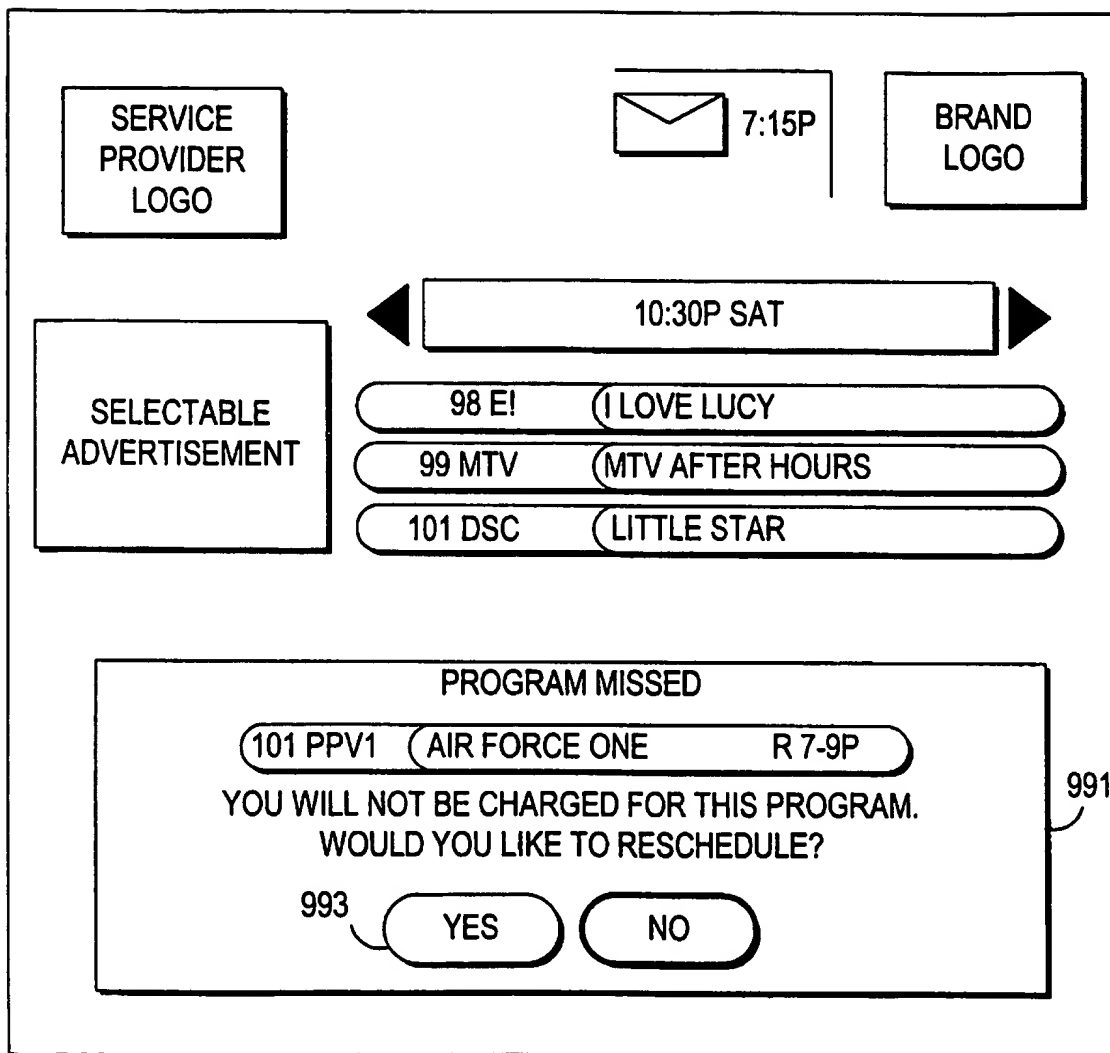 SERVICE
PROVIDER
LOGO
7:15P
BRAND
LOGO
10:30P SAT
SELECTABLE
ADVERTISEMENT
98 E! I LOVE LUCY
99 MTV MTV AFTER HOURS
101 DSC LITTLE STAR
PROGRAM MISSED
101 PPV1 AIR FORCE ONE R 7-9P
YOU WILL NOT BE CHARGED FOR THIS PROGRAM.
WOULD YOU LIKE TO RESCHEDULE?
991
993
YES NO